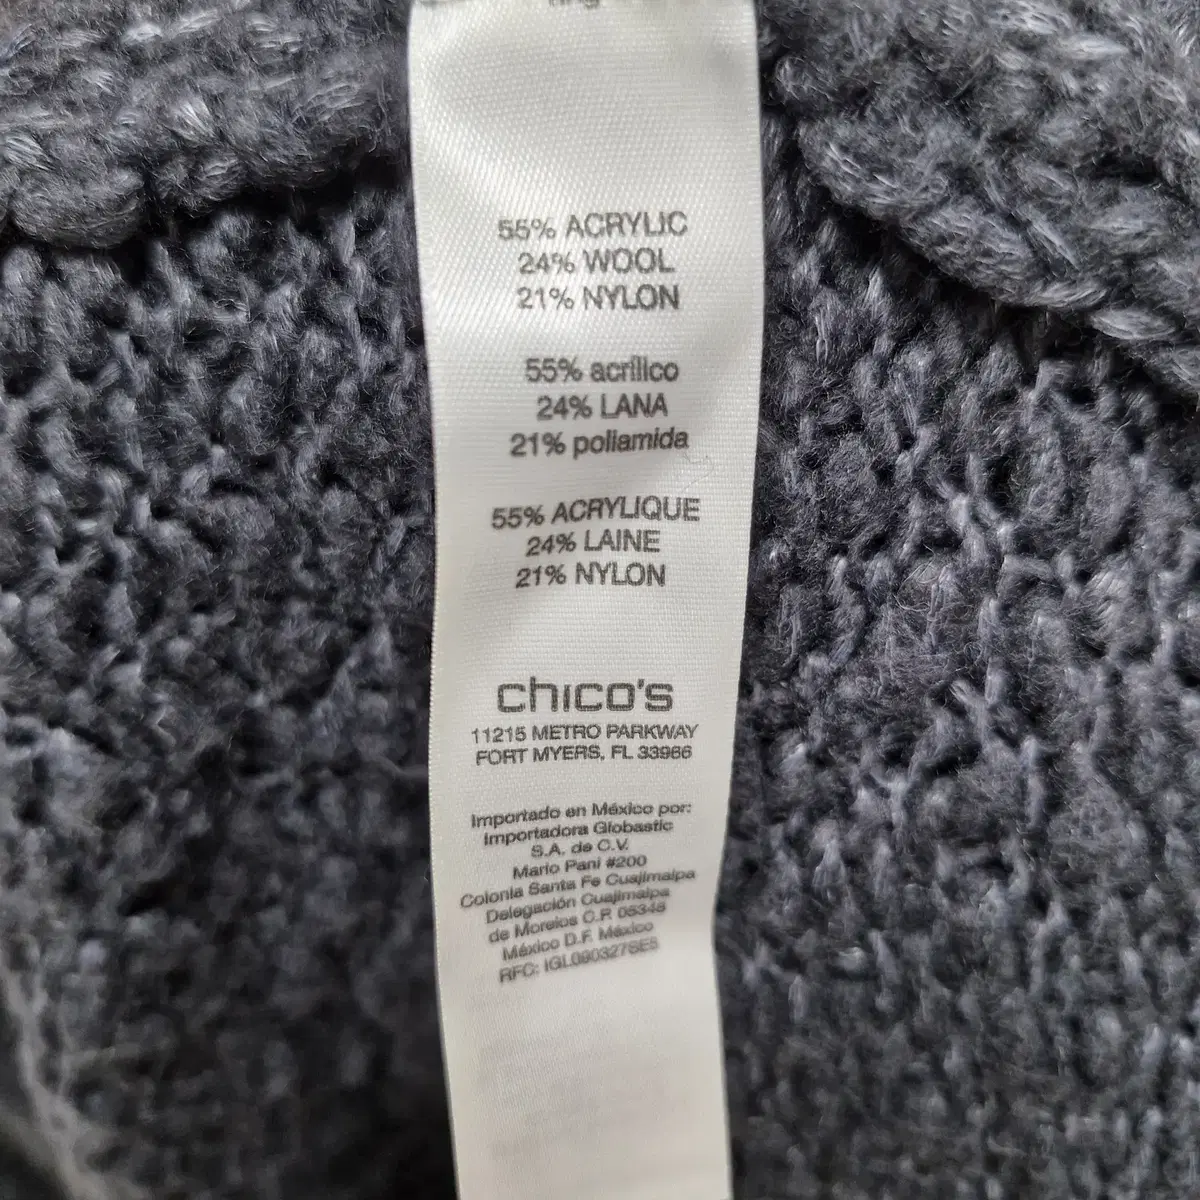 55% ACRYLIC
24% WOOL
21% NYLON
55% acrílico
24% LANA
21% poliamida
55% ACRYLIQUE
24% LAINE
21% NYLON
chico's
11215 METRO PARKWAY
FORT MYERS, FL 33966
Importado en México por:
Importadora Globastic
S.A. de C.V.
Mario Pani #200
Colonia Santa Fe Cuajimalpa
Delegación Cuajimalpa
de Morelos C.P. 05348
México D.F. México
RFC: IGL090327SE8